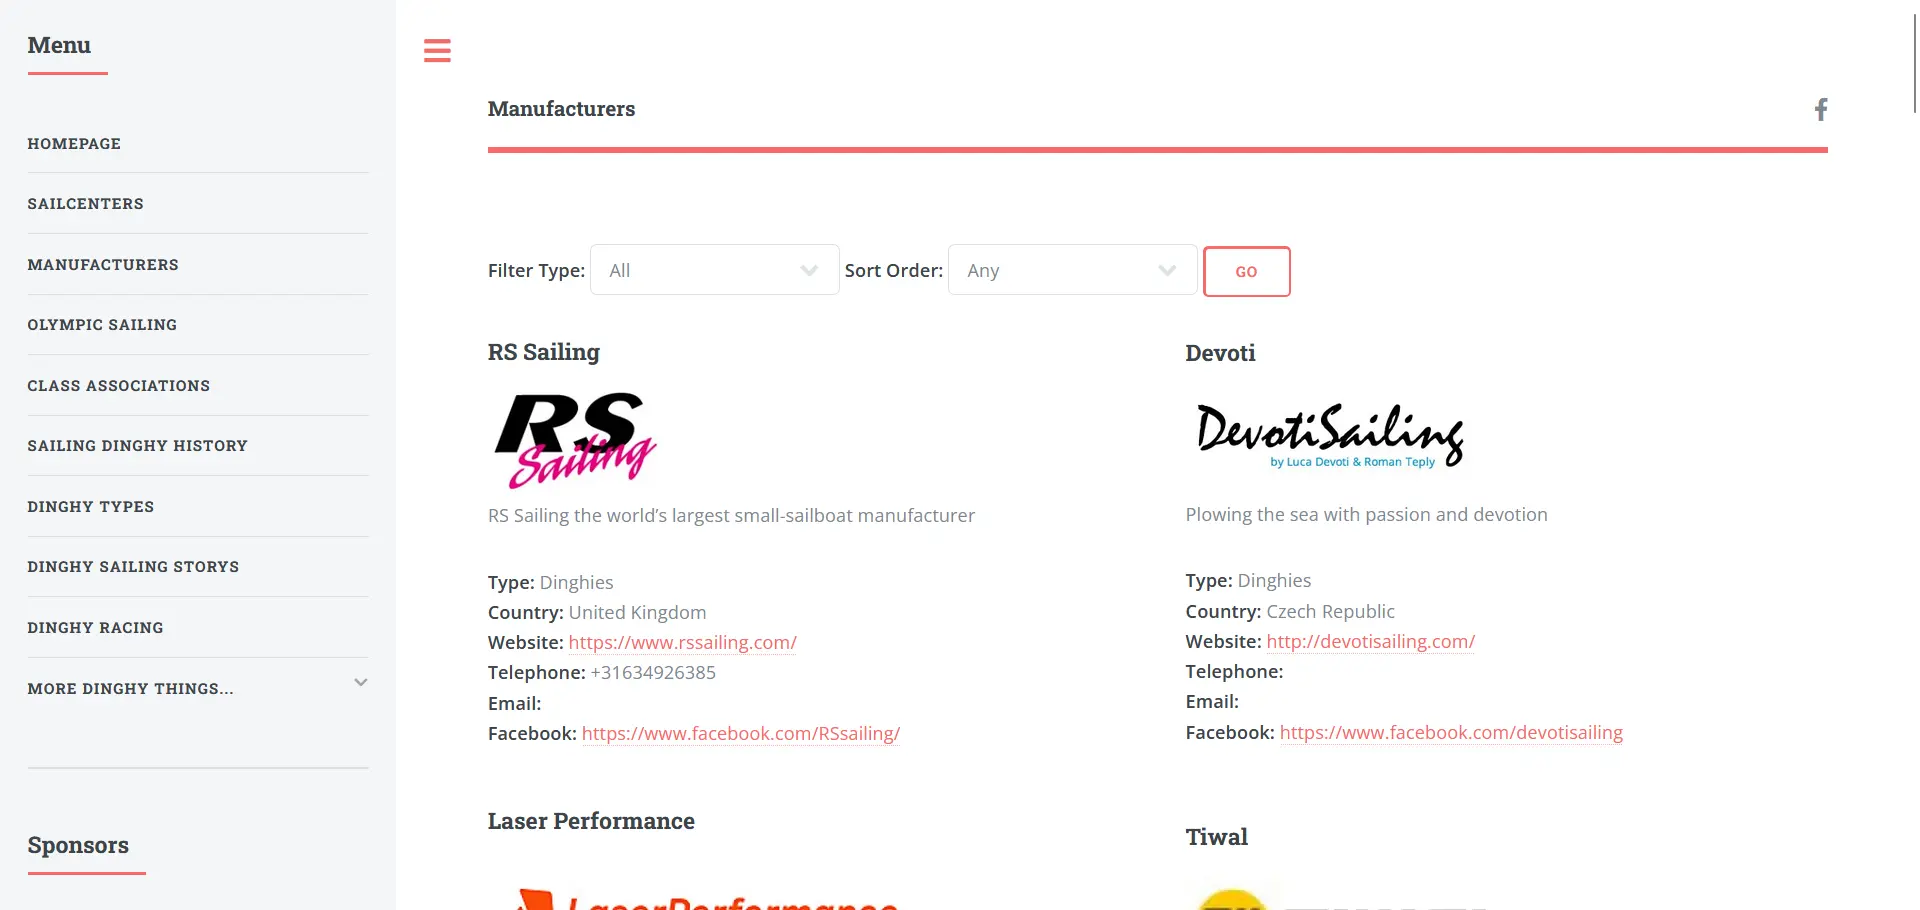 Menu
HOMEPAGE
SAILCENTERS
MANUFACTURERS
OLYMPIC SAILING
CLASS ASSOCIATIONS
SAILING DINGHY HISTORY
DINGHY TYPES
DINGHY SAILING STORYS
DINGHY RACING
MORE DINGHY THINGS...
Sponsors
Manufacturers
Filter Type: All Sort Order: Any GO
RS Sailing
RS
Sailing
RS Sailing the world's largest small-sailboat manufacturer
Type: Dinghies
Country: United Kingdom
Website: https://www.rssailing.com/
Telephone: +31634926385
Email:
Facebook: https://www.facebook.com/RSsailing/
Devoti
DevotiSailing
by Luca Devoti & Roman Teply
Plowing the sea with passion and devotion
Type: Dinghies
Country: Czech Republic
Website: http://devotisailing.com/
Telephone:
Email:
Facebook: https://www.facebook.com/devotisailing
Laser Performance
LaserPerformance
Tiwal